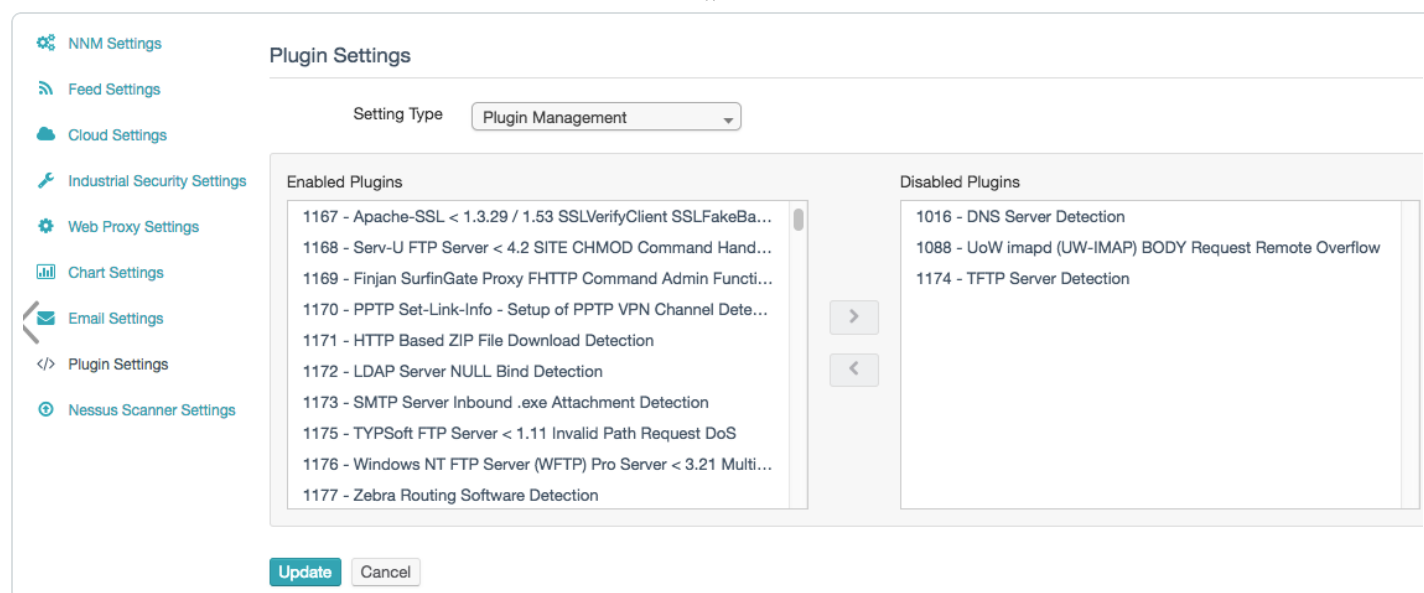 NNM Settings
Feed Settings
Cloud Settings
Industrial Security Settings
Web Proxy Settings
Chart Settings
Email Settings
</> Plugin Settings
Nessus Scanner Settings
Plugin Settings
Setting Type
Plugin Management
Enabled Plugins
1167 - Apache-SSL < 1.3.29 / 1.53 SSLVerifyClient SSLFakeBa...
1168 - Serv-U FTP Server < 4.2 SITE CHMOD Command Hand...
1169 - Finjan SurfinGate Proxy FHTTP Command Admin Functi...
1170 - PPTP Set-Link-Info - Setup of PPTP VPN Channel Dete...
1171 - HTTP Based ZIP File Download Detection
1172 - LDAP Server NULL Bind Detection
1173 - SMTP Server Inbound .exe Attachment Detection
1175 - TYPSoft FTP Server < 1.11 Invalid Path Request DoS
1176 - Windows NT FTP Server (WFTP) Pro Server < 3.21 Multi...
1177 - Zebra Routing Software Detection
>
<
Disabled Plugins
1016 - DNS Server Detection
1088 - UoW imapd (UW-IMAP) BODY Request Remote Overflow
1174 - TFTP Server Detection
Update
Cancel